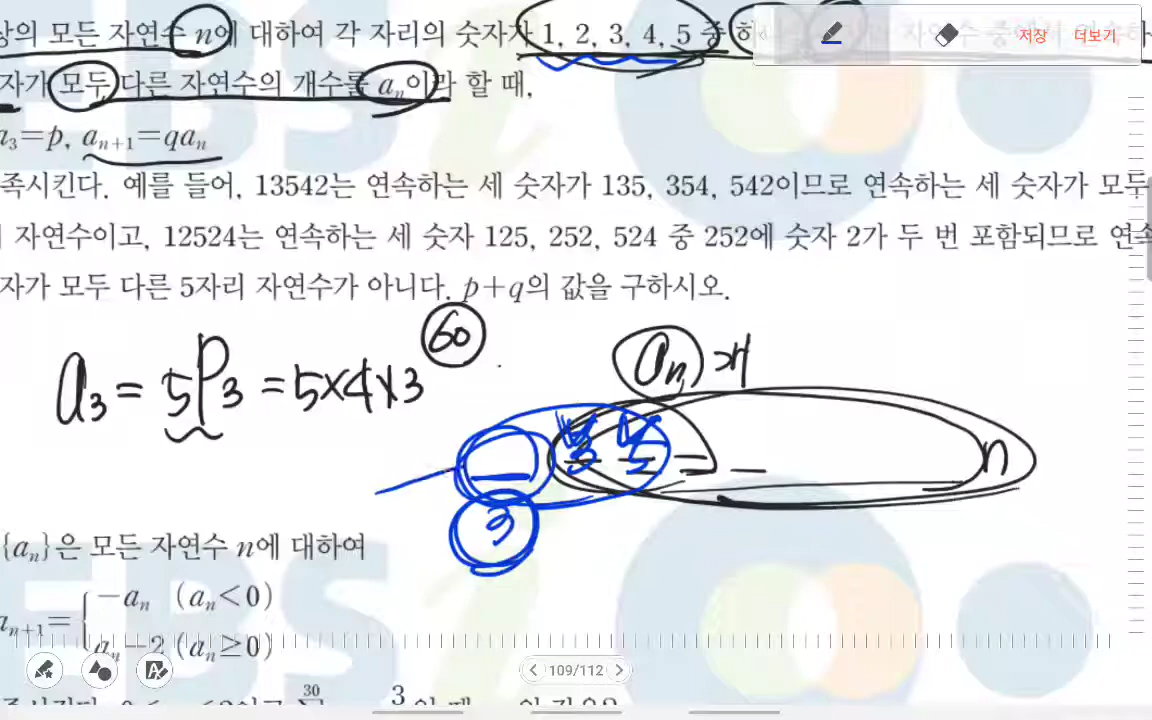 상의 모든 자연수 n에 대하여 각 자리의 숫자가 1, 2, 3, 4, 5 중 하
저장 더보기
자가 모두 다른 자연수의 개수를 aₙ이라 할 때,
a₃=p, aₙ₊₁=qaₙ
족시킨다. 예를 들어, 13542는 연속하는 세 숫자가 135, 354, 542이므로 연속하는 세 숫자가 모두
자연수이고, 12524는 연속하는 세 숫자 125, 252, 524 중 252에 숫자 2가 두 번 포함되므로 연속
자가 모두 다른 5자리 자연수가 아니다. p+q의 값을 구하시오.
a₃ = ₅P₃ = 5×4×3 60
aₙ
n
3
{aₙ}은 모든 자연수 n에 대하여
aₙ₊₁= -aₙ (aₙ<0)
aₙ-2 (aₙ≥0)
109/112
30
3